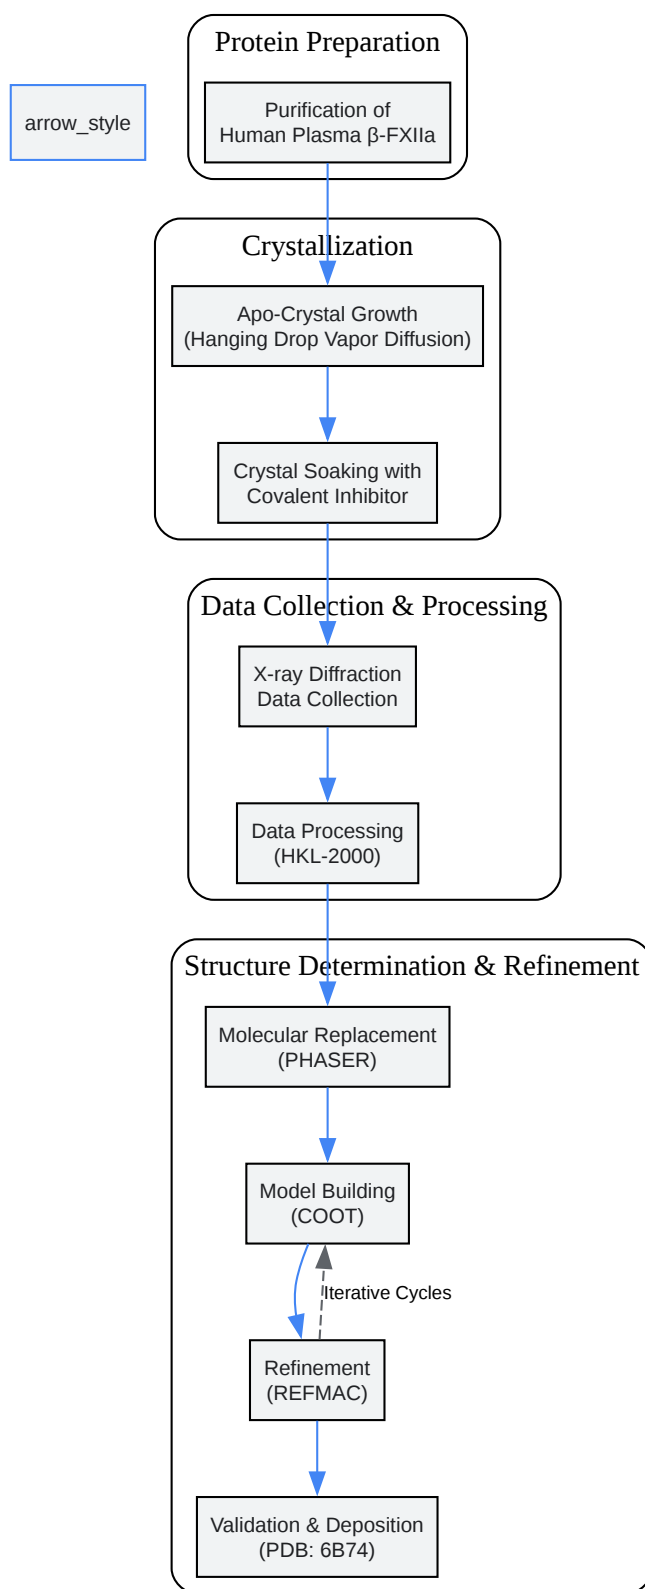 Protein Preparation
arrow_style
Purification of
Human Plasma β-FXIIa
Crystallization
Apo-Crystal Growth
(Hanging Drop Vapor Diffusion)
Crystal Soaking with
Covalent Inhibitor
Data Collection & Processing
X-ray Diffraction
Data Collection
Data Processing
(HKL-2000)
Structure Determination & Refinement
Molecular Replacement
(PHASER)
Model Building
(COOT)
Iterative Cycles
Refinement
(REFMAC)
Validation & Deposition
(PDB: 6B74)